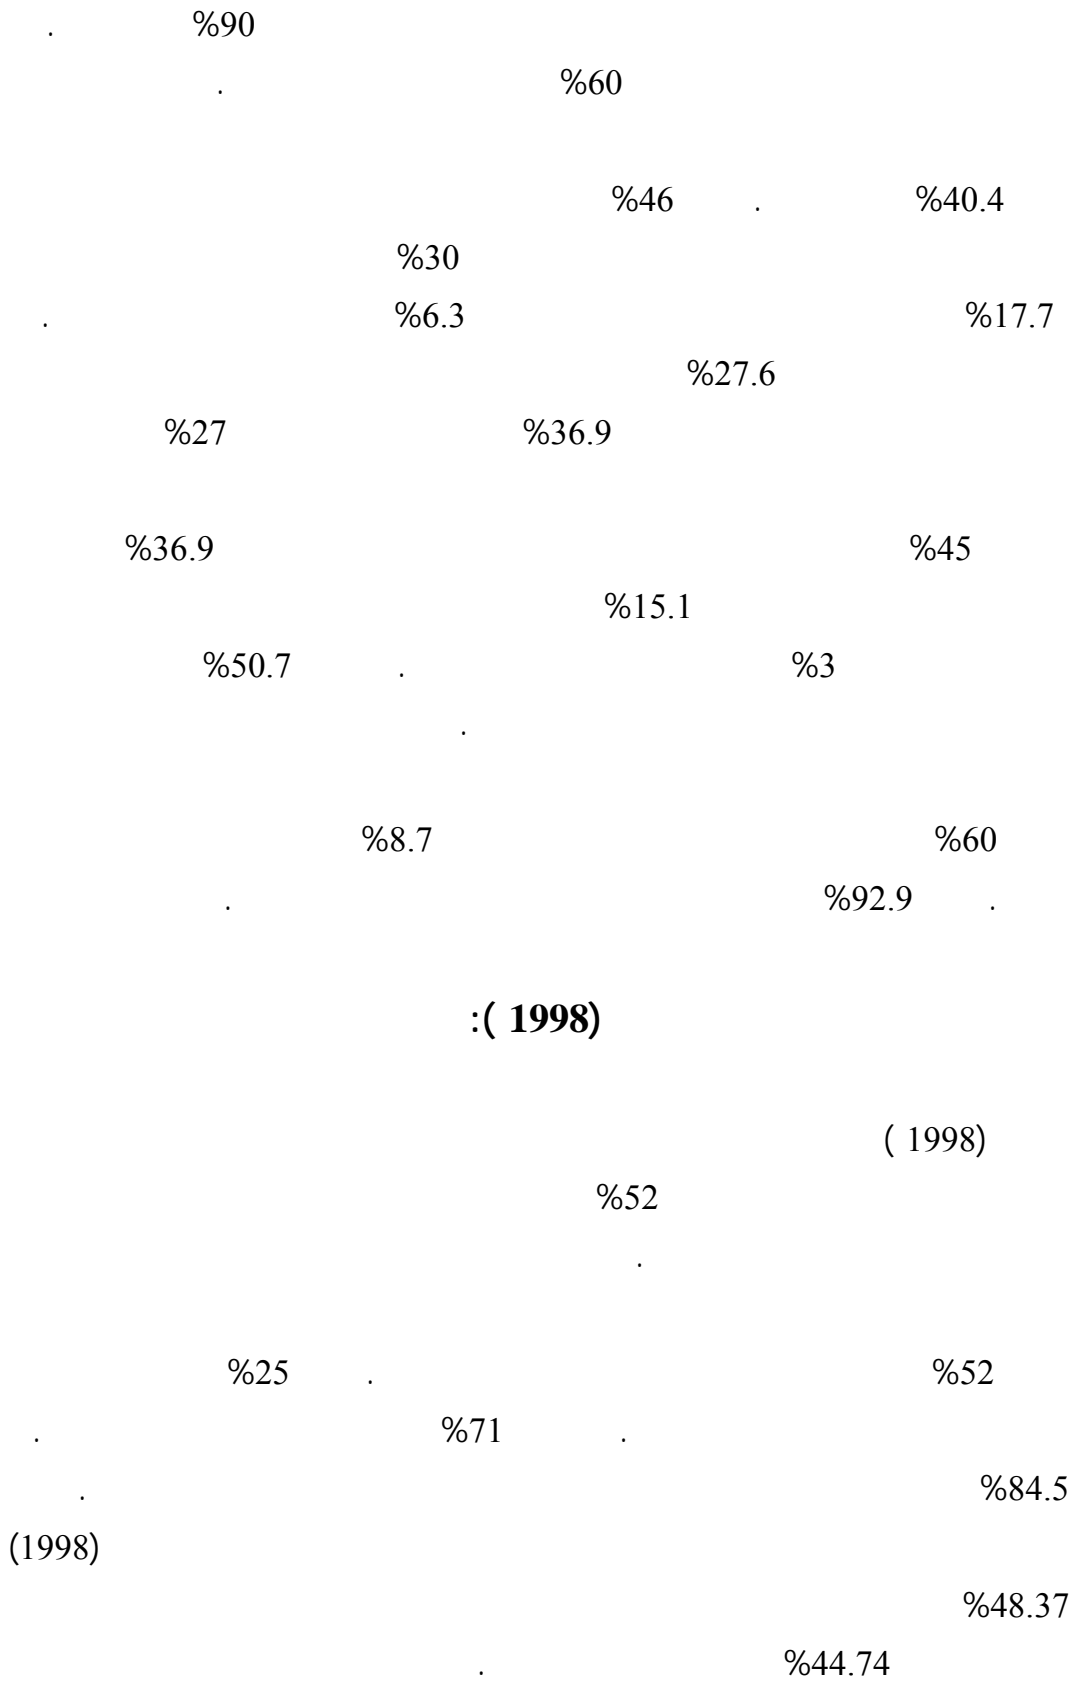 %90 .
%60 .
%40.4 . %46
%30
%17.7 %6.3 .
%27.6
%36.9 %27
%45 %36.9
%15.1
%3 . %50.7
.
%60 %8.7
. %92.9 .
(1998 ):
(1998 )
%52
.
%52 . %25
. %71 .
%84.5 .
(1998)
%48.37
%44.74 .